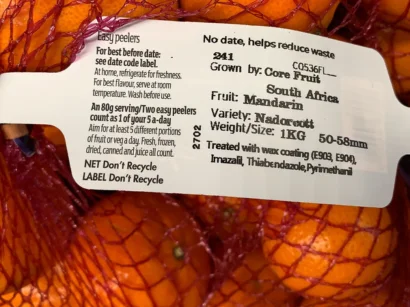 Easy peelers
For best before date:
see date code label.
At home, refrigerate for freshness.
For best flavour, serve at room
temperature. Wash before use.
An 80g serving/Two easy peelers
count as 1 of your 5 a-day
Aim for at least 5 different portions
of fruit or veg a day. Fresh, frozen,
dried, canned and juice all count.
NET Don't Recycle
LABEL Don't Recycle
2702
No date, helps reduce waste
241
CO536FL
Grown by: Core Fruit
South Africa
Fruit: Mandarin
Variety: Nadorcott
Weight/Size: 1KG 50-58mm
Treated with wax coating (E903, E904),
Imazalil, Thiabendazole, Pyrimethanil